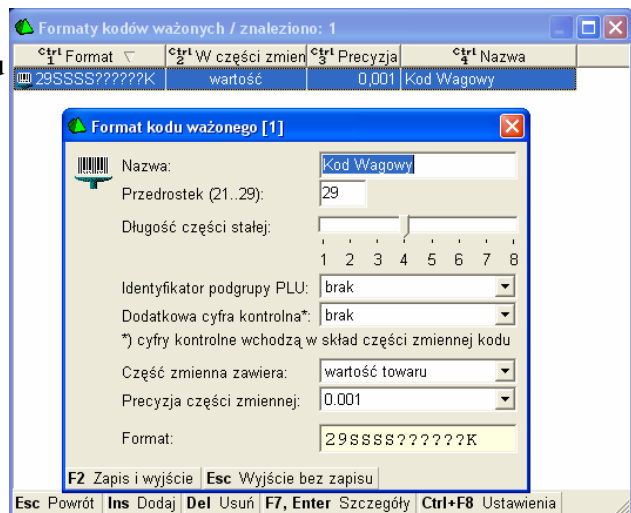 Formaty kodów ważonych / znaleziono: 1
Ctrl 1 Format Ctrl 2 W części zmien Ctrl 3 Precyzja Ctrl 4 Nazwa
29SSSS??????K wartość 0,001 Kod Wagowy
Format kodu ważonego [1]
Nazwa: Kod Wagowy
Przedrostek (21..29): 29
Długość części stałej:
1 2 3 4 5 6 7 8
Identyfikator podgrupy PLU: brak
Dodatkowa cyfra kontrolna*: brak
*) cyfry kontrolne wchodzą w skład części zmiennej kodu
Część zmienna zawiera: wartość towaru
Precyzja części zmiennej: 0.001
Format: 29SSSS??????K
F2 Zapis i wyjście Esc Wyjście bez zapisu
Esc Powrót Ins Dodaj Del Usuń F7, Enter Szczegóły Ctrl+F8 Ustawienia